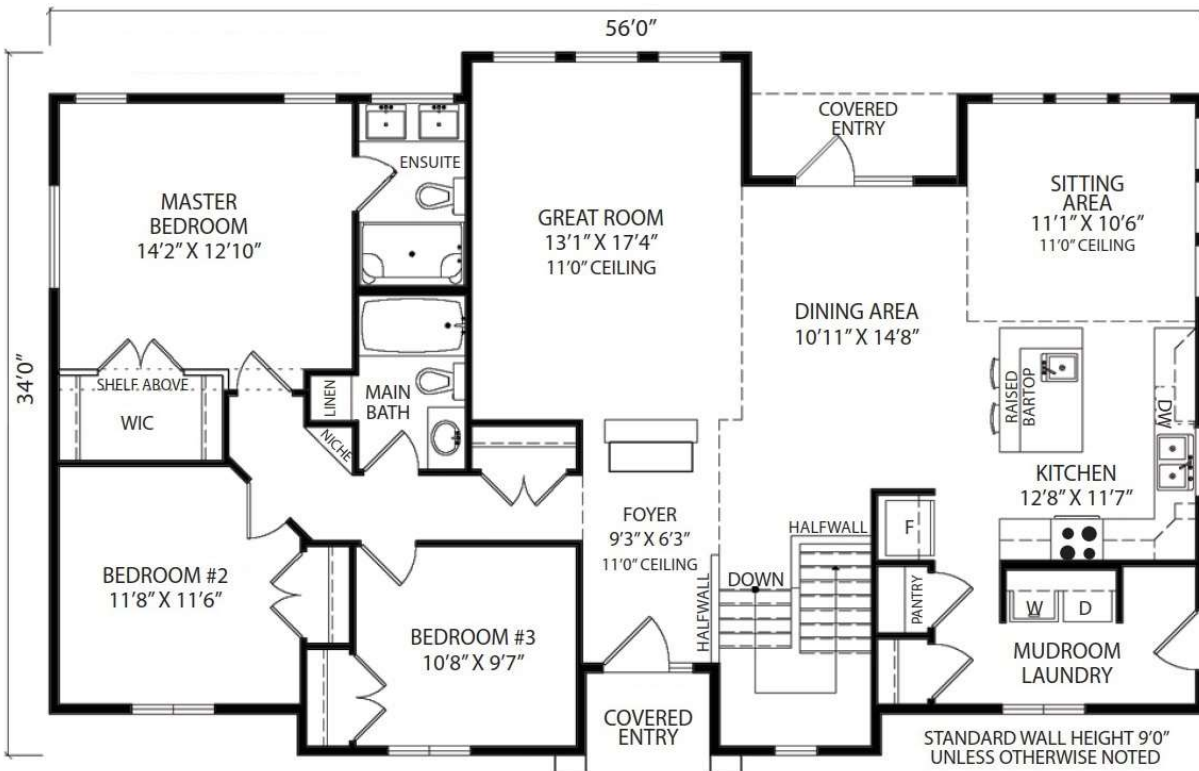 56'0"
34'0"
MASTER
BEDROOM
14'2" X 12'10"
ENSUITE
GREAT ROOM
13'1" X 17'4"
11'0" CEILING
COVERED
ENTRY
SITTING
AREA
11'1" X 10'6"
11'0" CEILING
DINING AREA
10'11" X 14'8"
SHELF ABOVE
WIC
LINEN
MAIN
BATH
NICHE
RAISED
BARTOP
DW
KITCHEN
12'8" X 11'7"
FOYER
9'3" X 6'3"
11'0" CEILING
HALFWALL
HALFWALL
DOWN
F
PANTRY
W
D
BEDROOM #2
11'8" X 11'6"
BEDROOM #3
10'8" X 9'7"
MUDROOM
LAUNDRY
COVERED
ENTRY
STANDARD WALL HEIGHT 9'0"
UNLESS OTHERWISE NOTED